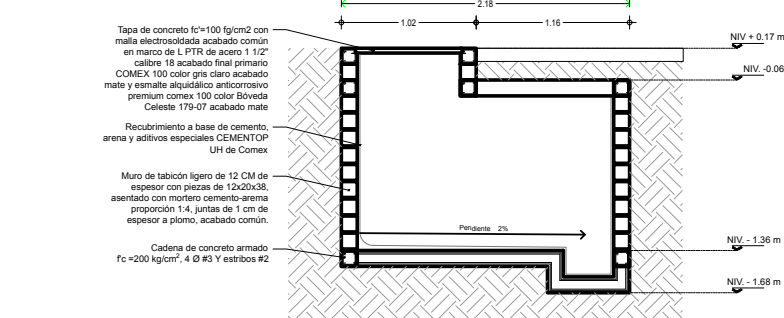 2.18
1.02
1.16
Tapa de concreto fc'=100 fg/cm2 con
malla electrosoldada acabado común
en marco de L PTR de acero 1 1/2"
calibre 18 acabado final primario
COMEX 100 color gris claro acabado
mate y esmalte alquidálico anticorrosivo
premium comex 100 color Bóveda
Celeste 179-07 acabado mate
NIV + 0.17 m
NIV. -0.06
Recubrimiento a base de cemento,
arena y aditivos especiales CEMENTOP
UH de Comex
Muro de tabicón ligero de 12 CM de
espesor con piezas de 12x20x38,
asentado con mortero cemento-arema
proporción 1:4, juntas de 1 cm de
espesor a plomo, acabado común.
Pendiente 2%
Cadena de concreto armado
f'c =200 kg/cm², 4 Ø #3 Y estribos #2
NIV. - 1.36 m
NIV. - 1.68 m